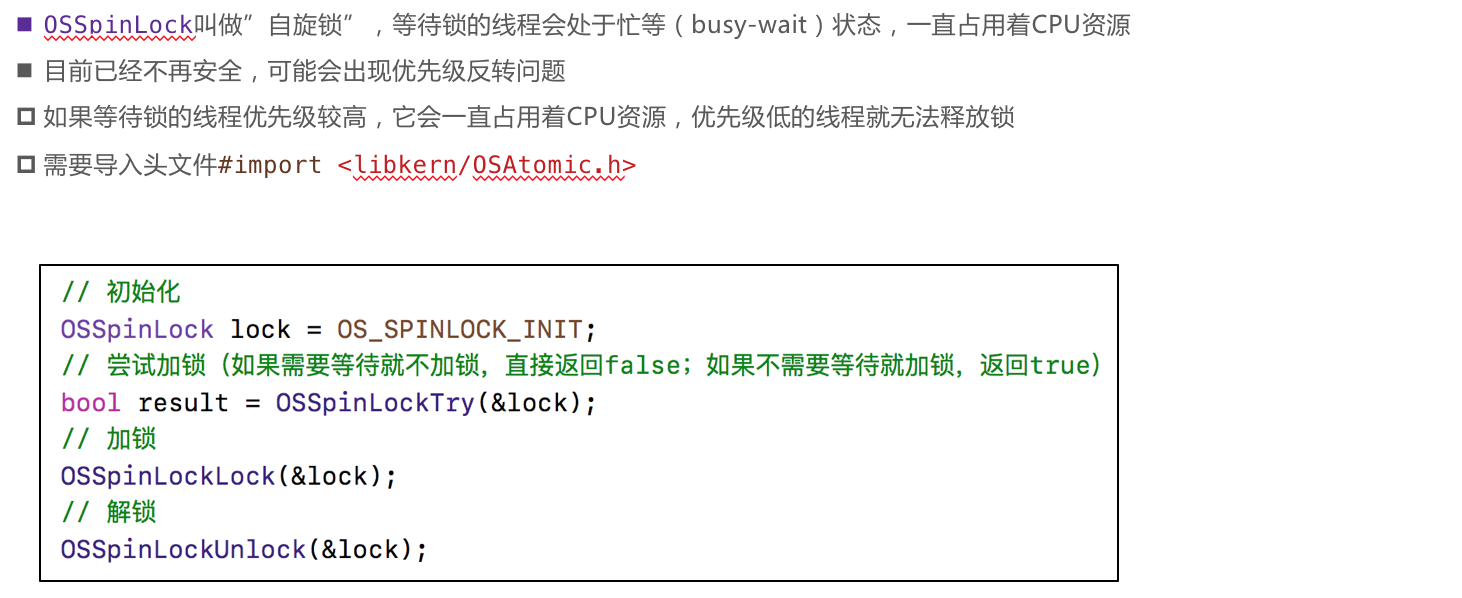 OSSpinLock叫做”自旋锁”，等待锁的线程会处于忙等（busy-wait）状态，一直占用着CPU资源
目前已经不再安全，可能会出现优先级反转问题
如果等待锁的线程优先级较高，它会一直占用着CPU资源，优先级低的线程就无法释放锁
需要导入头文件#import <libkern/OSAtomic.h>
// 初始化
OSSpinLock lock = OS_SPINLOCK_INIT;
// 尝试加锁（如果需要等待就不加锁，直接返回false；如果不需要等待就加锁，返回true）
bool result = OSSpinLockTry(&lock);
// 加锁
OSSpinLockLock(&lock);
// 解锁
OSSpinLockUnlock(&lock);